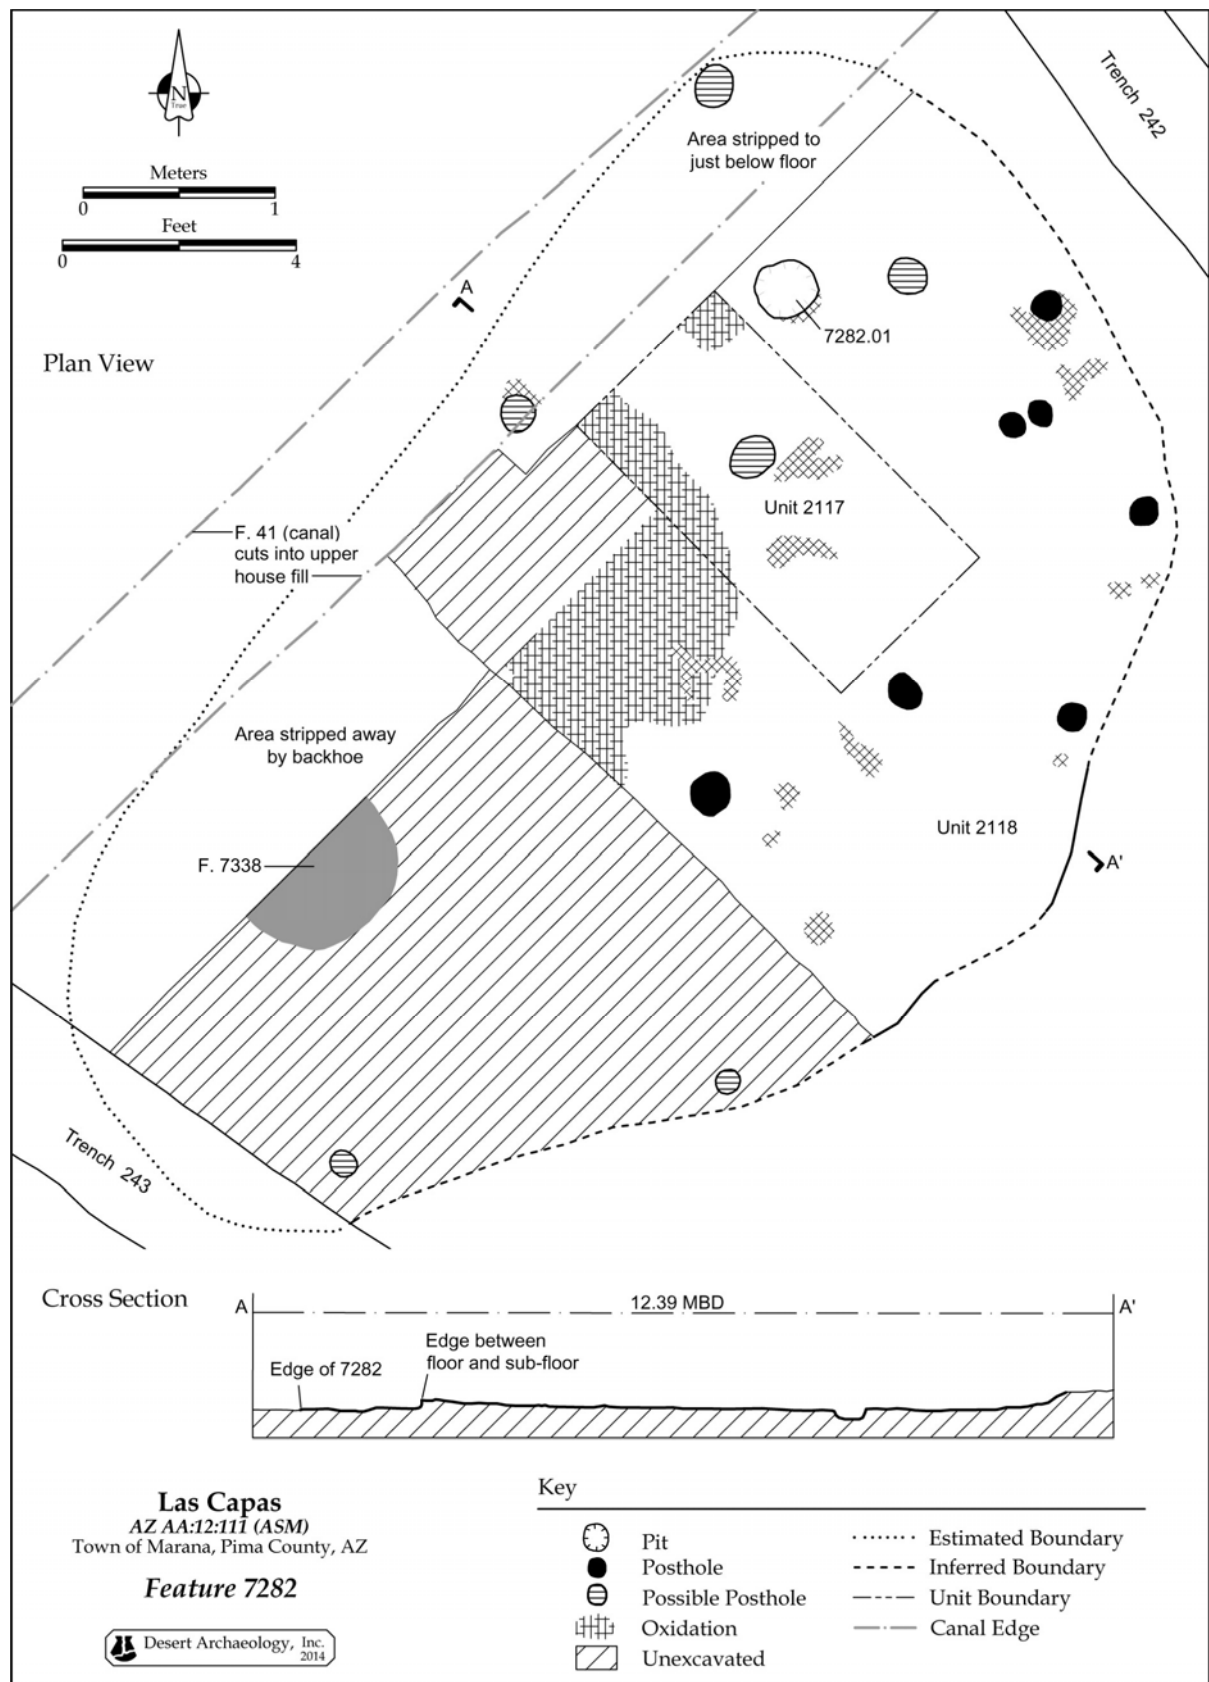 N
True
Meters
0 1
Feet
0 4
Plan View
Trench 242
Area stripped to
just below floor
A
7282.01
Unit 2117
F. 41 (canal)
cuts into upper
house fill
Area stripped away
by backhoe
F. 7338
Unit 2118
A'
Trench 243
Cross Section
A
12.39 MBD
A'
Edge between
floor and sub-floor
Edge of 7282
Las Capas
AZ AA:12:111 (ASM)
Town of Marana, Pima County, AZ
Feature 7282
Desert Archaeology, Inc.
2014
Key
Pit
Posthole
Possible Posthole
Oxidation
Unexcavated
Estimated Boundary
Inferred Boundary
Unit Boundary
Canal Edge